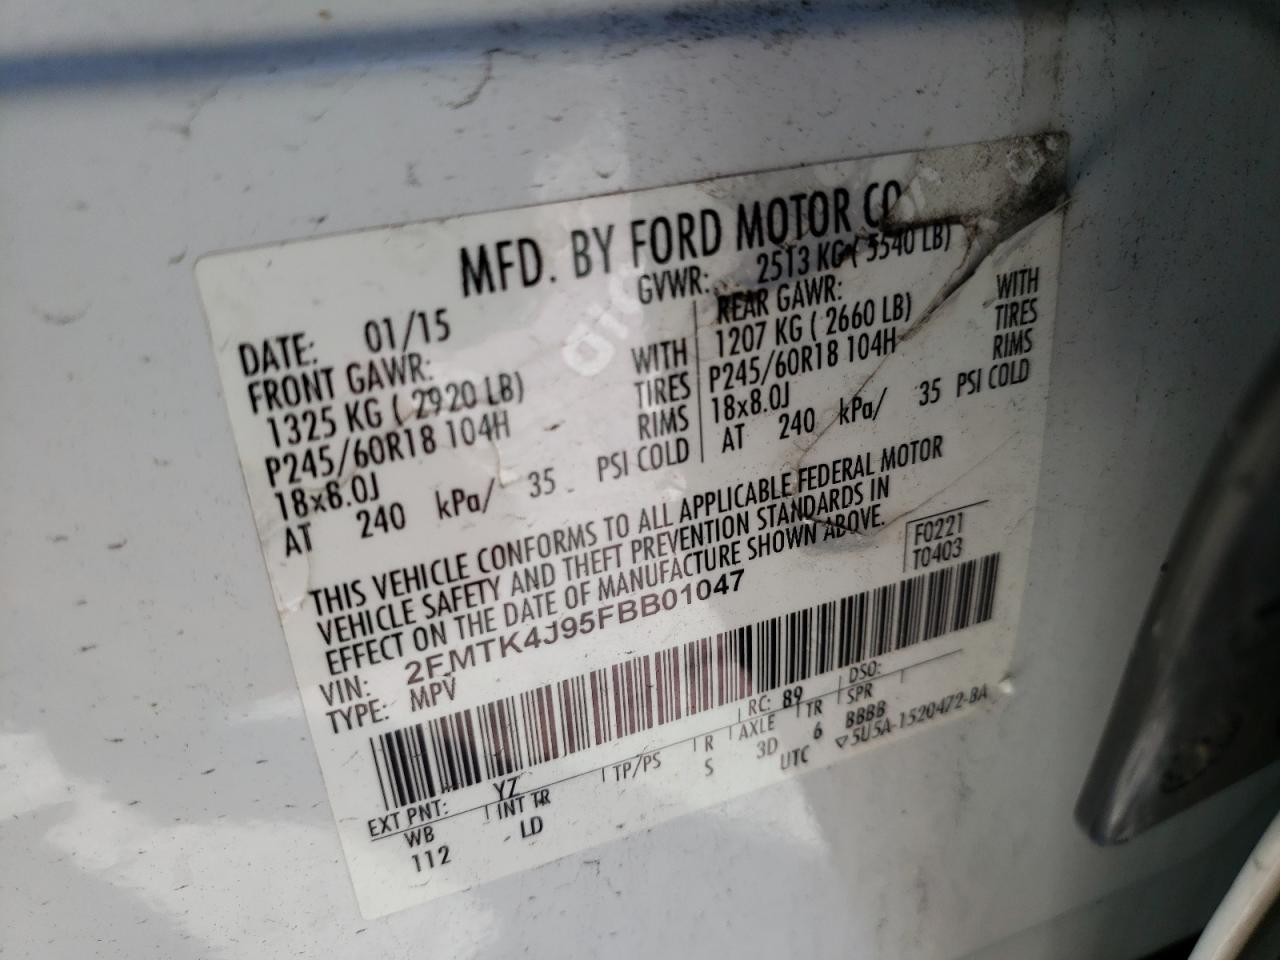 MFD. BY FORD MOTOR CO.
DATE: 01/15 GVWR: 2513 KG ( 5540 LB)
FRONT GAWR: REAR GAWR:
1325 KG ( 2920 LB) WITH 1207 KG ( 2660 LB) WITH
P245/60R18 104H TIRES P245/60R18 104H TIRES
18x8.0J RIMS 18x8.0J RIMS
AT 240 kPa/ 35 PSI COLD AT 240 kPa/ 35 PSI COLD
THIS VEHICLE CONFORMS TO ALL APPLICABLE FEDERAL MOTOR
VEHICLE SAFETY AND THEFT PREVENTION STANDARDS IN
EFFECT ON THE DATE OF MANUFACTURE SHOWN ABOVE.
F0221
T0403
VIN: 2FMTK4J95FBB01047
TYPE: MPV
EXT PNT: YZ RC: 89 DSO:
WB INT TR TP/PS R AXLE TR SPR
112 LD S 3D 6 BBBB
UTC ▽5U5A-1520472-BA